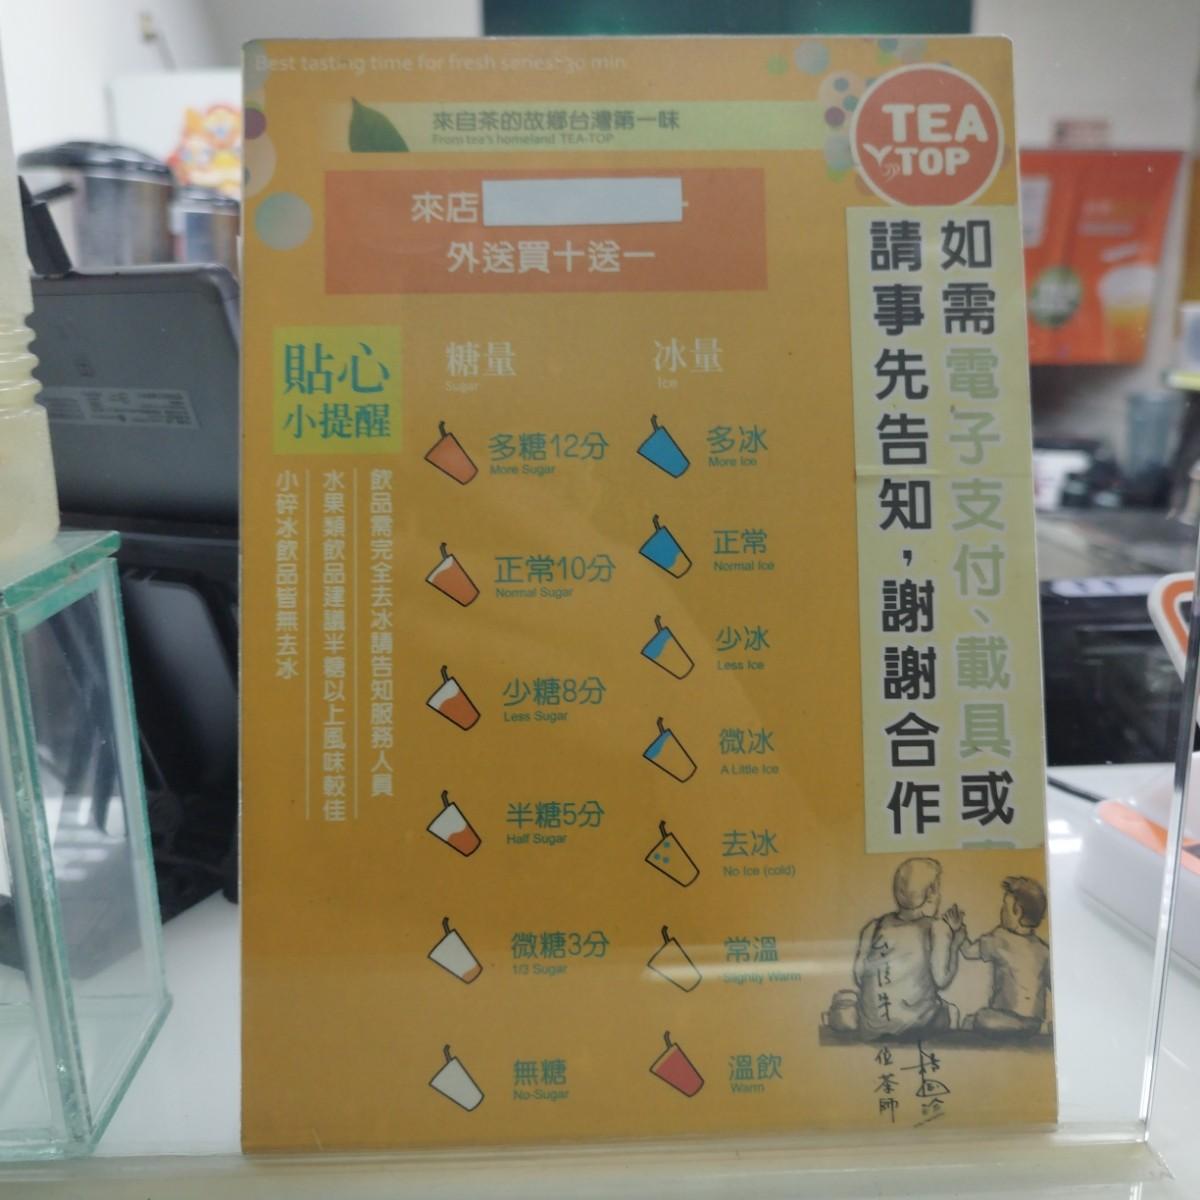 Best tasting time for fresh series: 30 min
來自茶的故鄉台灣第一味
From tea's homeland TEA-TOP
TEA
TOP
來店
外送買十送一
如需電子支付、載具或
請事先告知，謝謝合作
貼心
小提醒
飲品需完全去冰請告知服務人員
水果類飲品建議半糖以上風味較佳
小碎冰飲品皆無去冰
糖量
Sugar
多糖12分
More Sugar
正常10分
Normal Sugar
少糖8分
Less Sugar
半糖5分
Half Sugar
微糖3分
1/3 Sugar
無糖
No-Sugar
冰量
Ice
多冰
More Ice
正常
Normal Ice
少冰
Less Ice
微冰
A Little Ice
去冰
No Ice (cold)
常溫
Slightly Warm
溫飲
Warm
台灣第一
位茶師